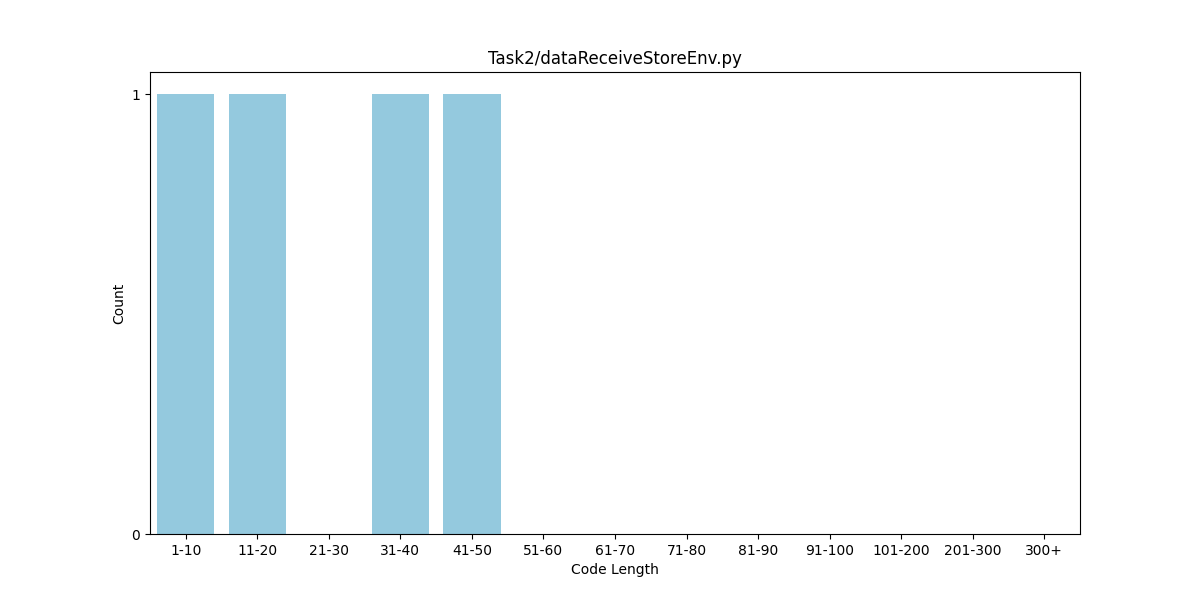 Task2/dataReceiveStoreEnv.py
1
Count
0
1-10 11-20 21-30 31-40 41-50 51-60 61-70 71-80 81-90 91-100 101-200 201-300 300+
Code Length